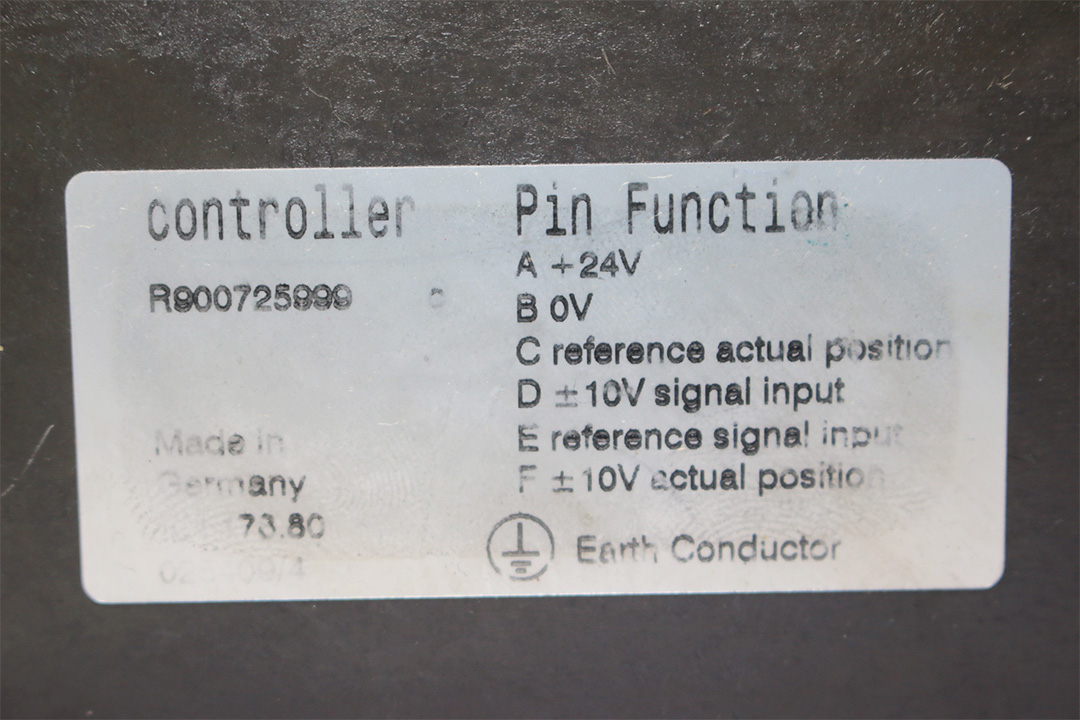 controller
R900725999
Made in
Germany
73.80
Pin Function
A +24V
B 0V
C reference actual position
D ±10V signal input
E reference signal input
F ±10V actual position
Earth Conductor